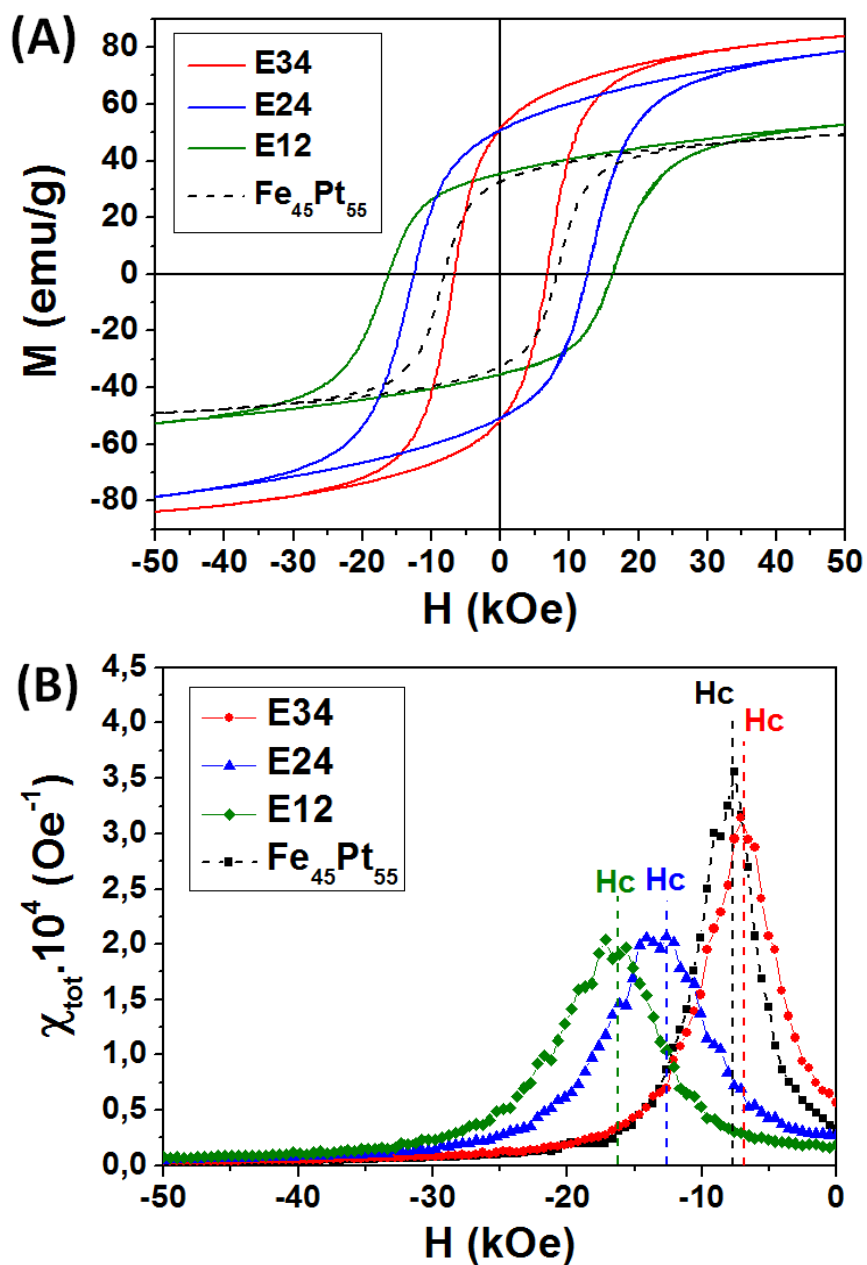 (A)
E34
E24
E12
Fe₄₅Pt₅₅
80
60
40
20
0
-20
-40
-60
-80
M (emu/g)
-50 -40 -30 -20 -10 0 10 20 30 40 50
H (kOe)
(B)
E34
E24
E12
Fe₄₅Pt₅₅
Hc
Hc
Hc
Hc
4,5
4,0
3,5
3,0
2,5
2,0
1,5
1,0
0,5
0,0
χtot.10⁴ (Oe⁻¹)
-50 -40 -30 -20 -10 0
H (kOe)